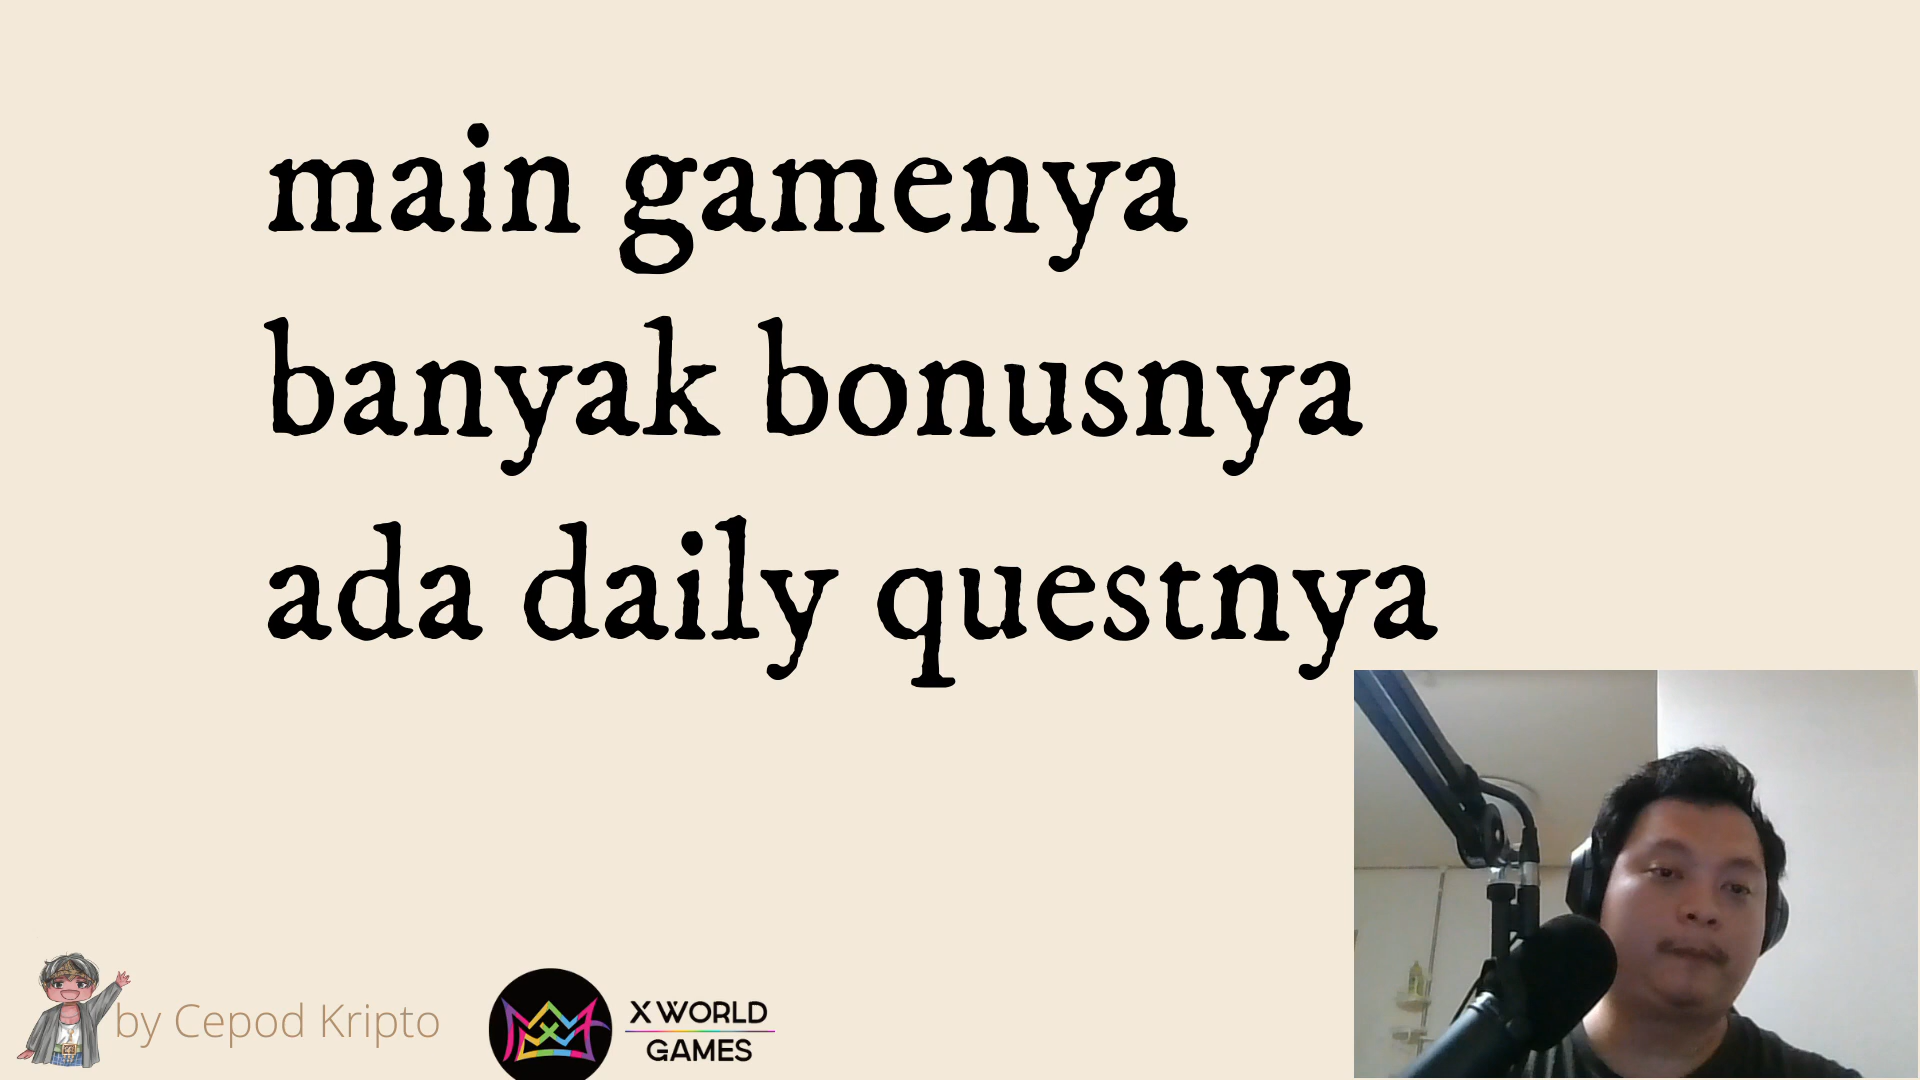 main gamenya
banyak bonusnya
ada daily questnya
by Cepod Kripto
X WORLD
GAMES